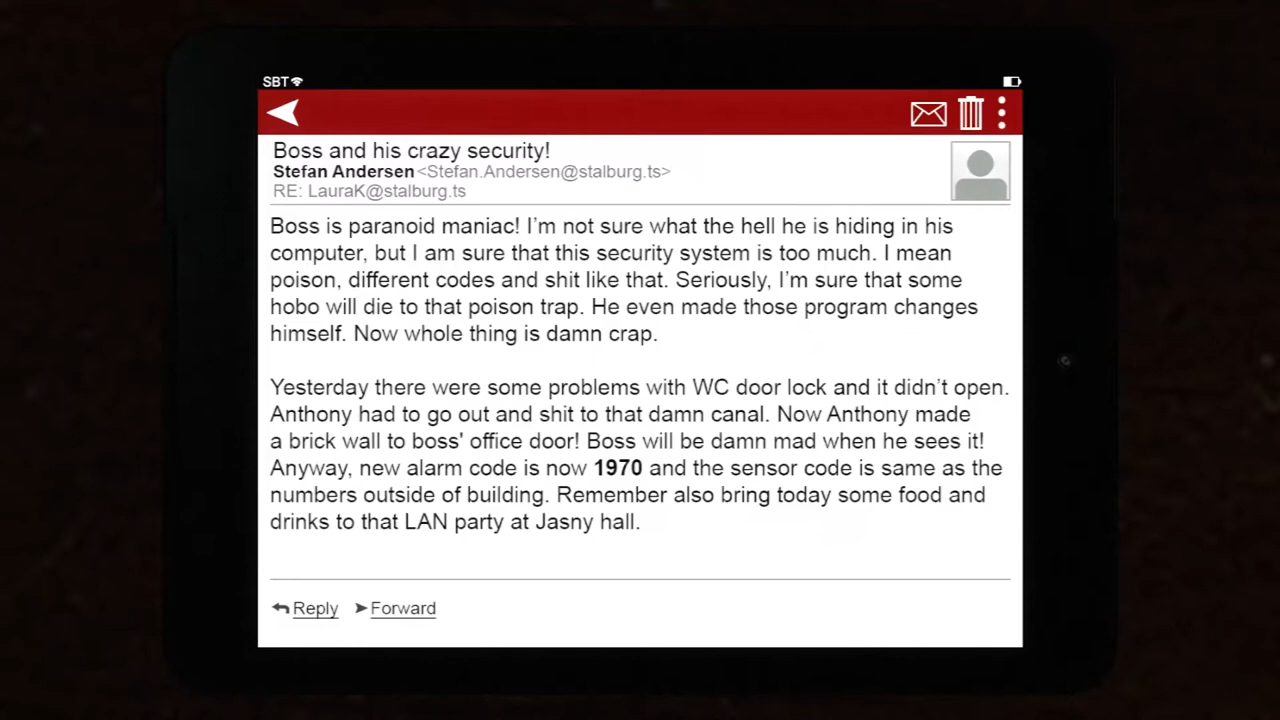 SBT
Boss and his crazy security!
Stefan Andersen <Stefan.Andersen@stalburg.ts>
RE: LauraK@stalburg.ts
Boss is paranoid maniac! I'm not sure what the hell he is hiding in his
computer, but I am sure that this security system is too much. I mean
poison, different codes and shit like that. Seriously, I'm sure that some
hobo will die to that poison trap. He even made those program changes
himself. Now whole thing is damn crap.
Yesterday there were some problems with WC door lock and it didn't open.
Anthony had to go out and shit to that damn canal. Now Anthony made
a brick wall to boss' office door! Boss will be damn mad when he sees it!
Anyway, new alarm code is now 1970 and the sensor code is same as the
numbers outside of building. Remember also bring today some food and
drinks to that LAN party at Jasny hall.
Reply Forward